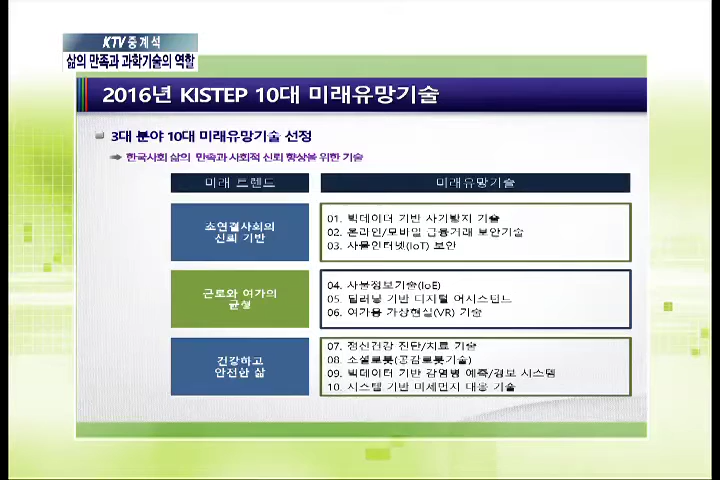 KTV중계석
삶의 만족과 과학기술의 역할
2016년 KISTEP 10대 미래유망기술
3대 분야 10대 미래유망기술 선정
한국사회 삶의 만족과 사회적 신뢰 향상을 위한 기술
미래 트렌드
미래유망기술
초연결사회의
신뢰 기반
01. 빅데이터 기반 사기방지 기술
02. 온라인/모바일 금융거래 보안기술
03. 사물인터넷(IoT) 보안
근로와 여가의
균형
04. 사물정보기술(IoE)
05. 딥러닝 기반 디지털 어시스턴트
06. 여가용 가상현실(VR) 기술
건강하고
안전한 삶
07. 정신건강 진단/치료 기술
08. 소셜로봇(공감로봇기술)
09. 빅데이터 기반 감염병 예측/경보 시스템
10. 시스템 기반 미세먼지 대응 기술